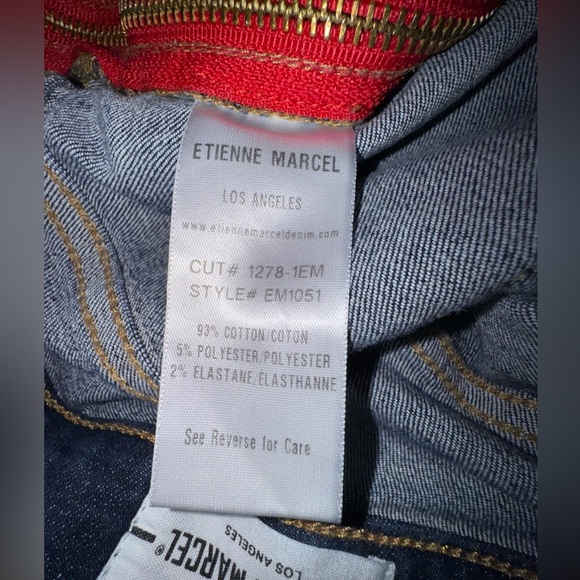 ETIENNE MARCEL
LOS ANGELES
www.etiennemarceldenim.com
CUT# 1278-1EM
STYLE# EM1051
93% COTTON/COTON
5% POLYESTER/POLYESTER
2% ELASTANE/ELASTHANNE
See Reverse for Care
MARCEL®
LOS ANGELES